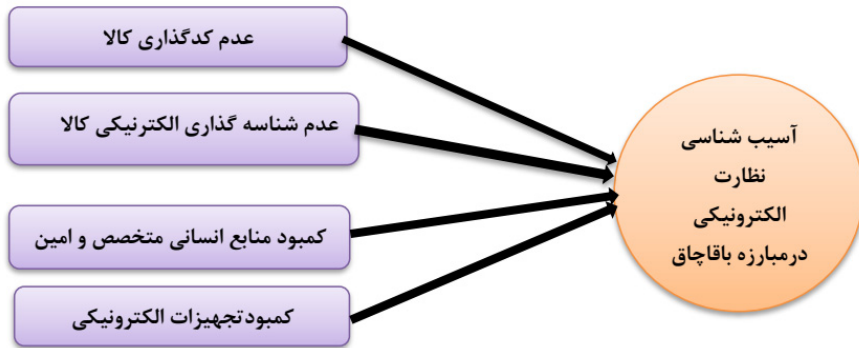 عدم کدگذاری کالا
عدم شناسه گذاری الکترنیکی کالا
کمبود منابع انسانی متخصص و امین
کمبودتجهیزات الکترونیکی
آسیب شناسی
نظارت
الکترونیکی
درمبارزه باقاچاق